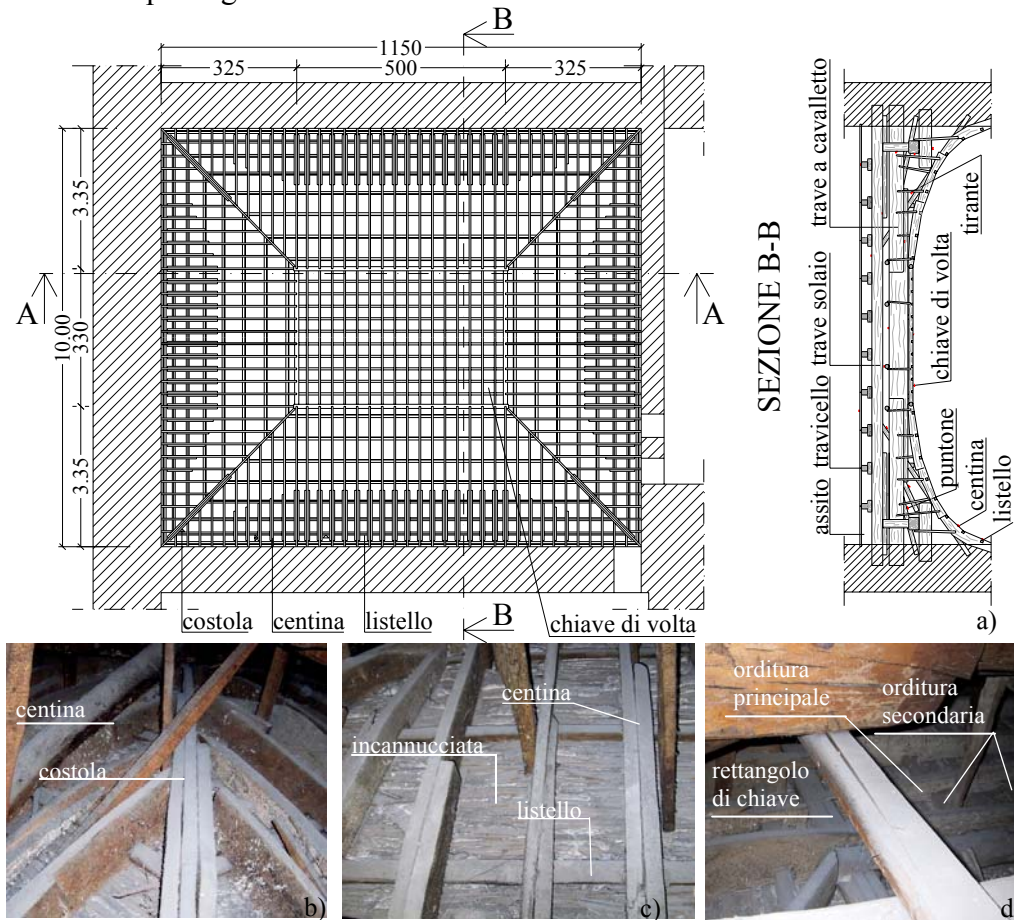 B
1150
325
500
325
3.35
A
A
10.00
330
3.35
B
costola
centina
listello
chiave di volta
SEZIONE B-B
trave a cavalletto
tirante
trave solaio
chiave di volta
travicello
puntone
centina
assito
listello
a)
centina
costola
b)
centina
incannucciata
listello
c)
orditura
principale
orditura
secondaria
rettangolo
di chiave
d